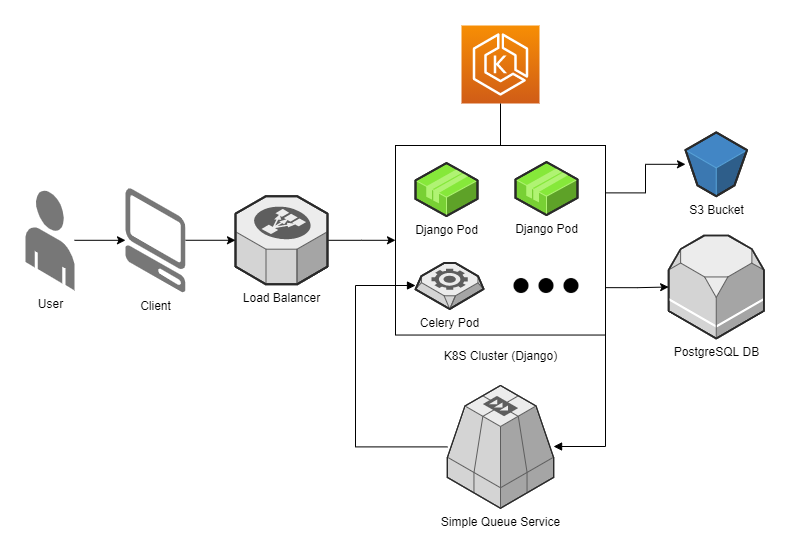 K
Django Pod
Django Pod
S3 Bucket
User
Client
Load Balancer
Celery Pod
PostgreSQL DB
K8S Cluster (Django)
Simple Queue Service